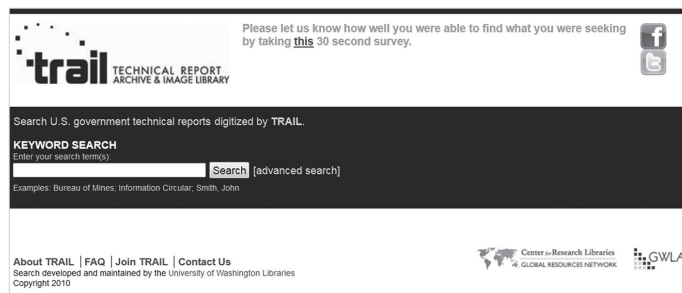 Please let us know how well you were able to find what you were seeking
by taking this 30 second survey.
f
t
trail TECHNICAL REPORT
ARCHIVE & IMAGE LIBRARY
Search U.S. government technical reports digitized by TRAIL.
KEYWORD SEARCH
Enter your search term(s):
Search [advanced search]
Examples: Bureau of Mines; Information Circular; Smith, John
About TRAIL | FAQ | Join TRAIL | Contact Us
Search developed and maintained by the University of Washington Libraries
Copyright 2010
Center for Research Libraries
GLOBAL RESOURCES NETWORK
GWLA